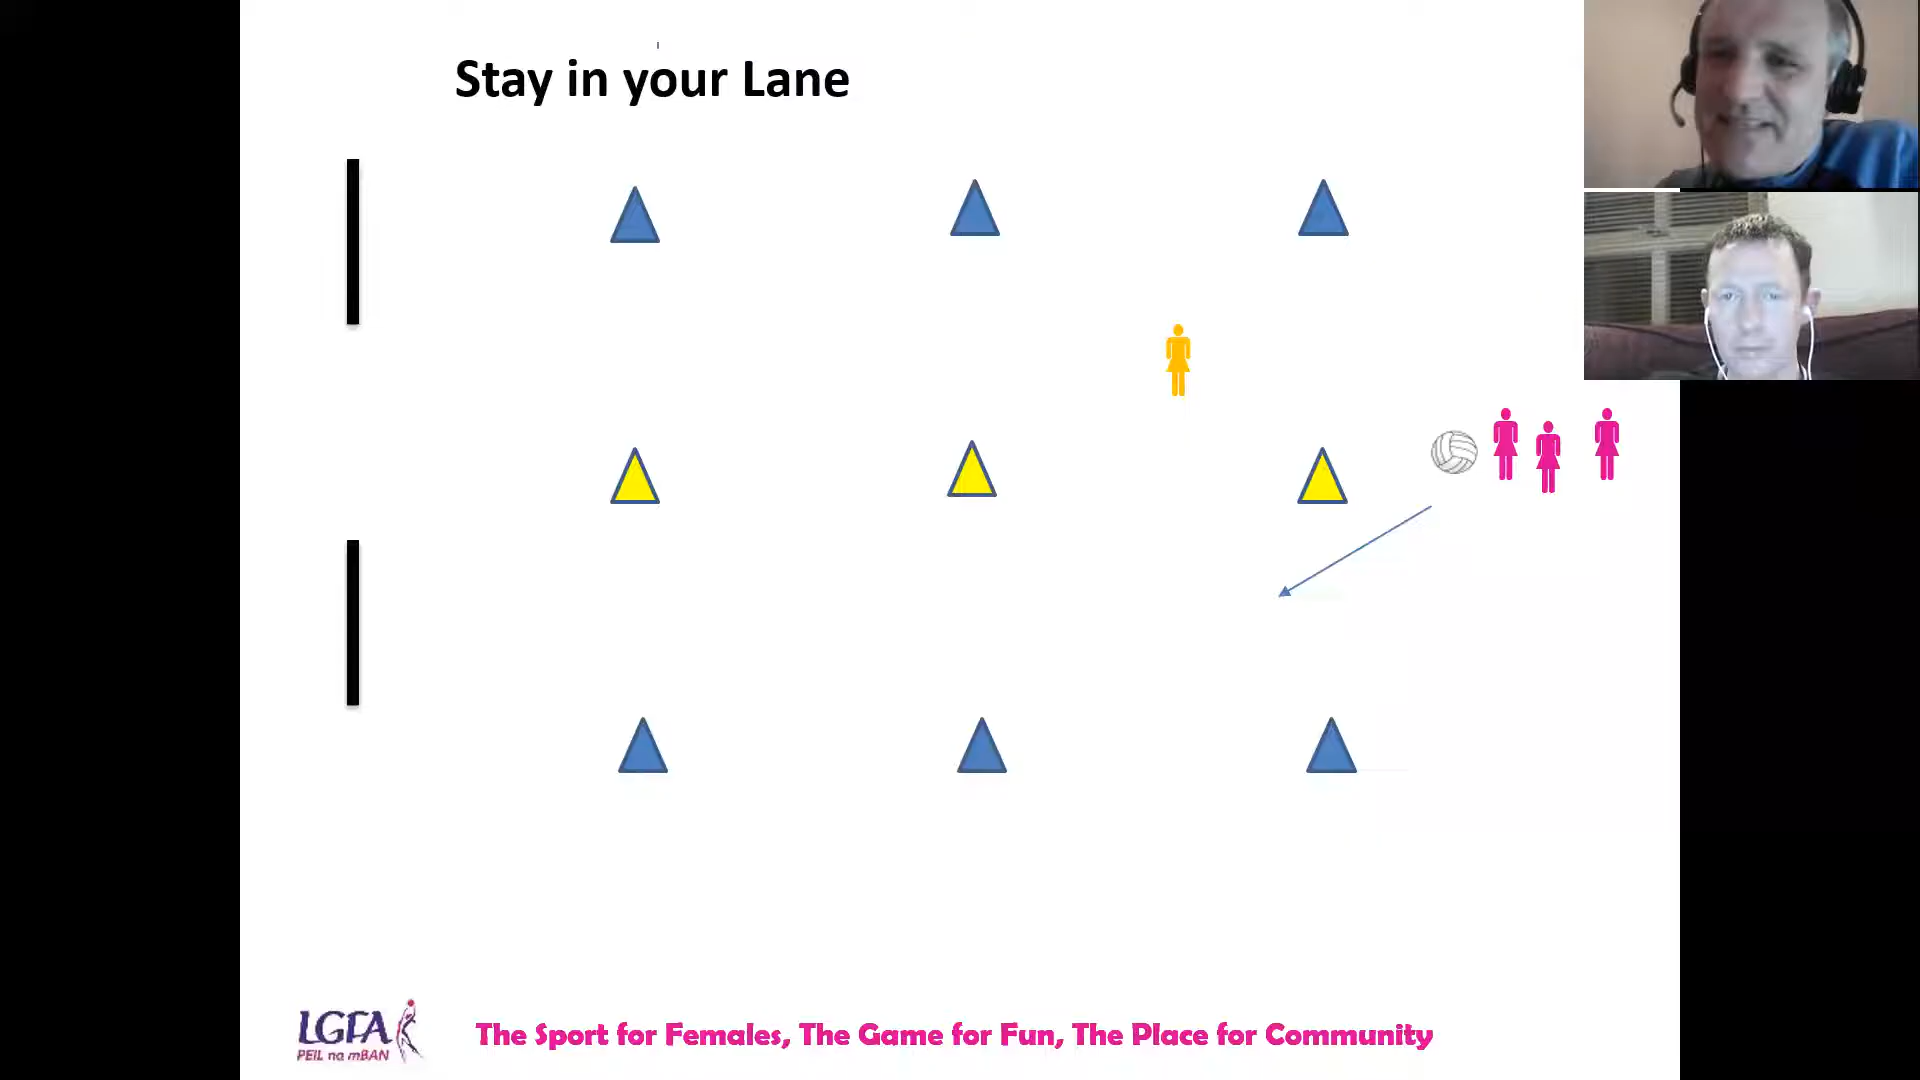 Stay in your Lane
LGFA
PEIL na mBAN
The Sport for Females, The Game for Fun, The Place for Community